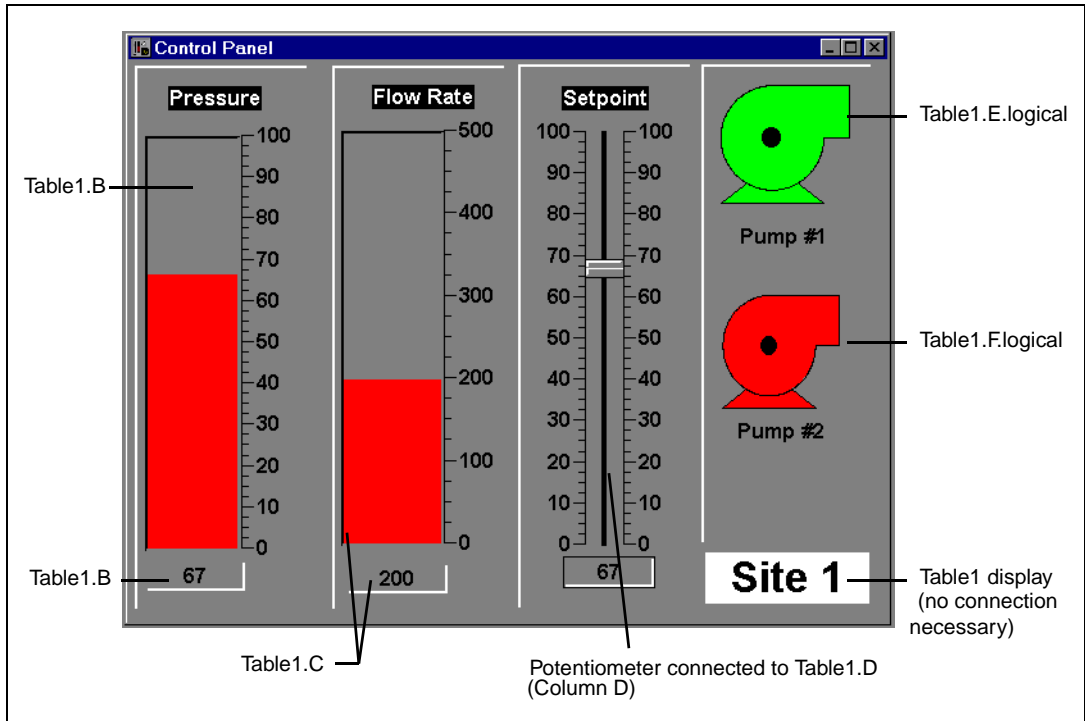 Control Panel
Pressure
Flow Rate
Setpoint
100
90
80
70
60
50
40
30
20
10
0
67
500
400
300
200
100
0
200
100
90
80
70
60
50
40
30
20
10
0
100
90
80
70
60
50
40
30
20
10
0
67
Pump #1
Pump #2
Site 1
Table1.B
Table1.B
Table1.C
Potentiometer connected to Table1.D
(Column D)
Table1.E.logical
Table1.F.logical
Table1 display
(no connection
necessary)